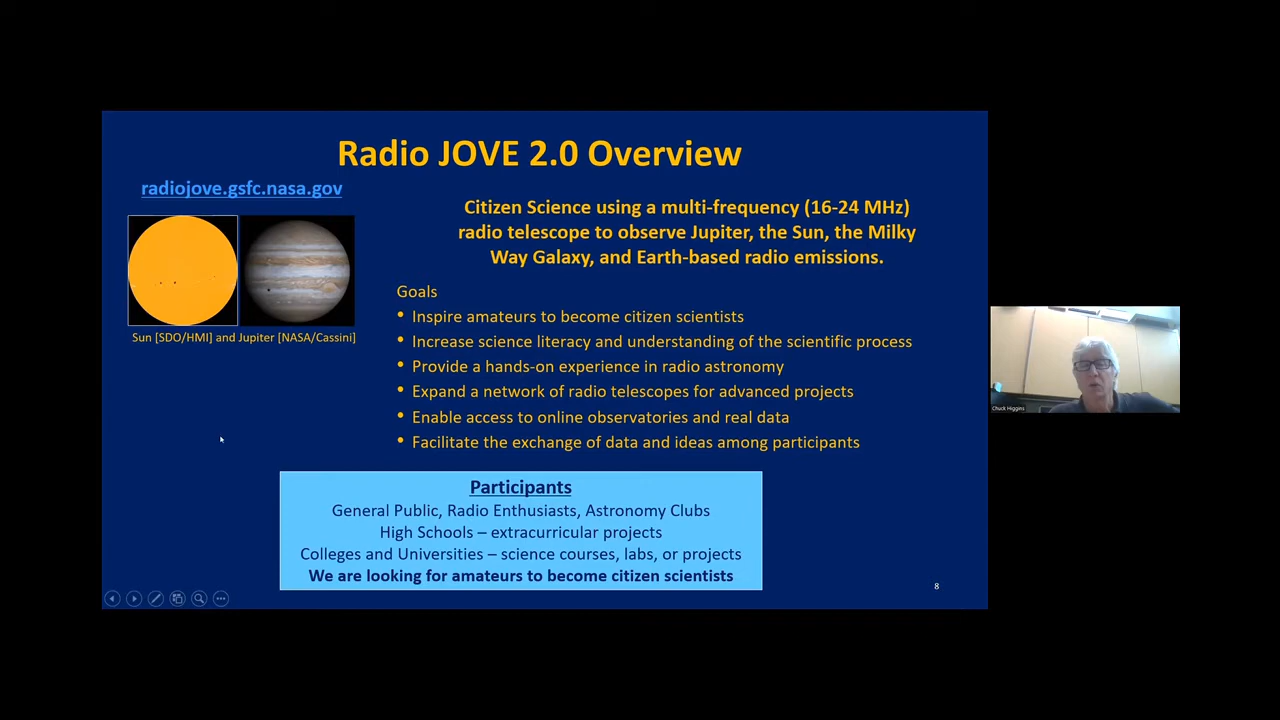 Radio JOVE 2.0 Overview
radiojove.gsfc.nasa.gov
Sun [SDO/HMI] and Jupiter [NASA/Cassini]
Citizen Science using a multi-frequency (16-24 MHz)
radio telescope to observe Jupiter, the Sun, the Milky
Way Galaxy, and Earth-based radio emissions.
Goals
• Inspire amateurs to become citizen scientists
• Increase science literacy and understanding of the scientific process
• Provide a hands-on experience in radio astronomy
• Expand a network of radio telescopes for advanced projects
• Enable access to online observatories and real data
• Facilitate the exchange of data and ideas among participants
Participants
General Public, Radio Enthusiasts, Astronomy Clubs
High Schools – extracurricular projects
Colleges and Universities – science courses, labs, or projects
We are looking for amateurs to become citizen scientists
8
Chuck Higgins